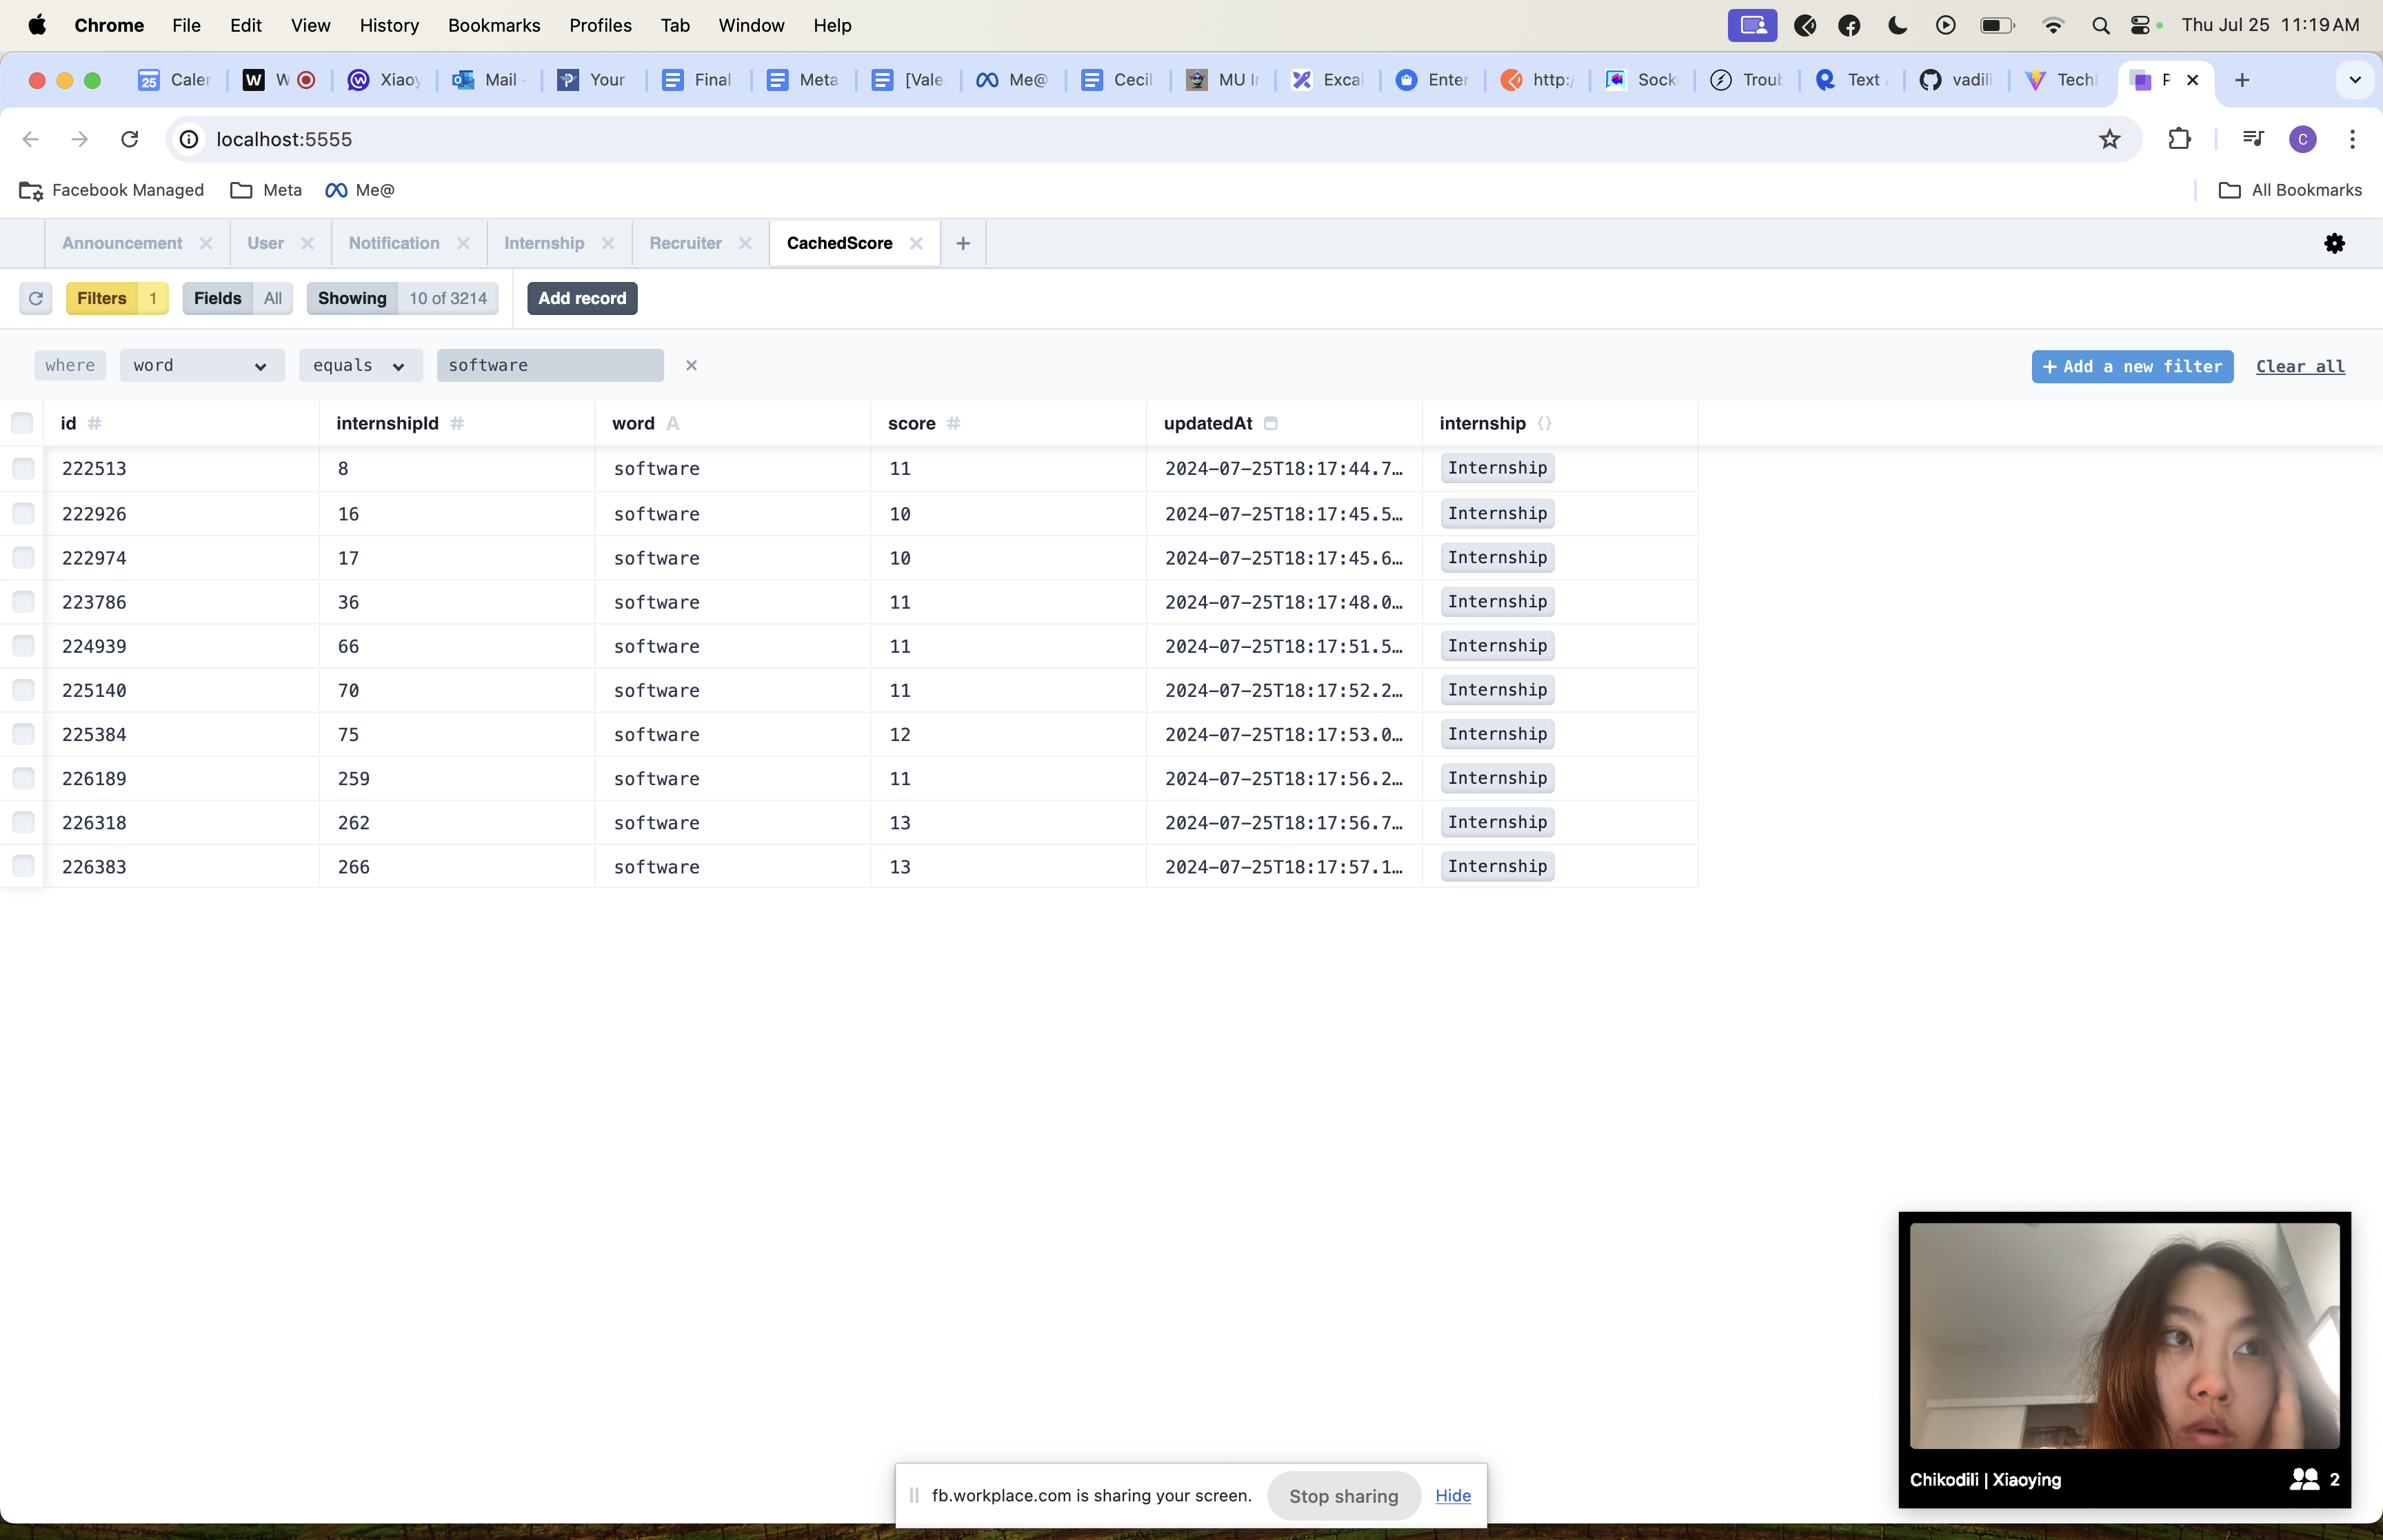 Chrome File Edit View History Bookmarks Profiles Tab Window Help Thu Jul 25 11:19 AM
25 Caler W W Xiaoy Mail Your Final Meta [Vale Me@ Cecil MU Ir Excal Enter http:/ Sock Troub Text vadili Tech P
localhost:5555 C
Facebook Managed Meta Me@ All Bookmarks
Announcement User Notification Internship Recruiter CachedScore
Filters 1 Fields All Showing 10 of 3214 Add record
where word equals software + Add a new filter Clear all
id # internshipId # word A score # updatedAt internship {}
222513 8 software 11 2024-07-25T18:17:44.7… Internship
222926 16 software 10 2024-07-25T18:17:45.5… Internship
222974 17 software 10 2024-07-25T18:17:45.6… Internship
223786 36 software 11 2024-07-25T18:17:48.0… Internship
224939 66 software 11 2024-07-25T18:17:51.5… Internship
225140 70 software 11 2024-07-25T18:17:52.2… Internship
225384 75 software 12 2024-07-25T18:17:53.0… Internship
226189 259 software 11 2024-07-25T18:17:56.2… Internship
226318 262 software 13 2024-07-25T18:17:56.7… Internship
226383 266 software 13 2024-07-25T18:17:57.1… Internship
Chikodili | Xiaoying 2
fb.workplace.com is sharing your screen. Stop sharing Hide